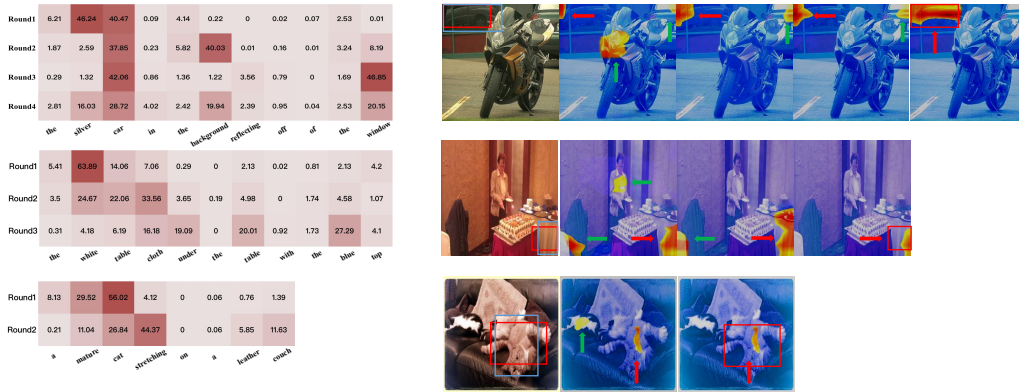 Round1 6.21 46.24 40.47 0.09 4.14 0.22 0 0.02 0.07 2.53 0.01
Round2 1.87 2.59 37.85 0.23 5.82 40.03 0.01 0.16 0.01 3.24 8.19
Round3 0.29 1.32 42.06 0.86 1.36 1.22 3.56 0.79 0 1.69 46.85
Round4 2.81 16.03 28.72 4.02 2.42 19.94 2.39 0.95 0.04 2.53 20.15
the silver car in the background reflecting off of the window
Round1 5.41 63.89 14.06 7.06 0.29 0 2.13 0.02 0.81 2.13 4.2
Round2 3.5 24.67 22.06 33.56 3.65 0.19 4.98 0 1.74 4.58 1.07
Round3 0.31 4.18 6.19 16.18 19.09 0.19 20.01 0.92 1.73 27.29 4.1
the white table cloth under the table with the blue top
Round1 8.13 29.52 56.02 4.12 0 0.06 0.76 1.39
Round2 0.21 11.04 26.84 44.37 0 0.06 5.85 11.63
a mature cat stretching on a leather couch